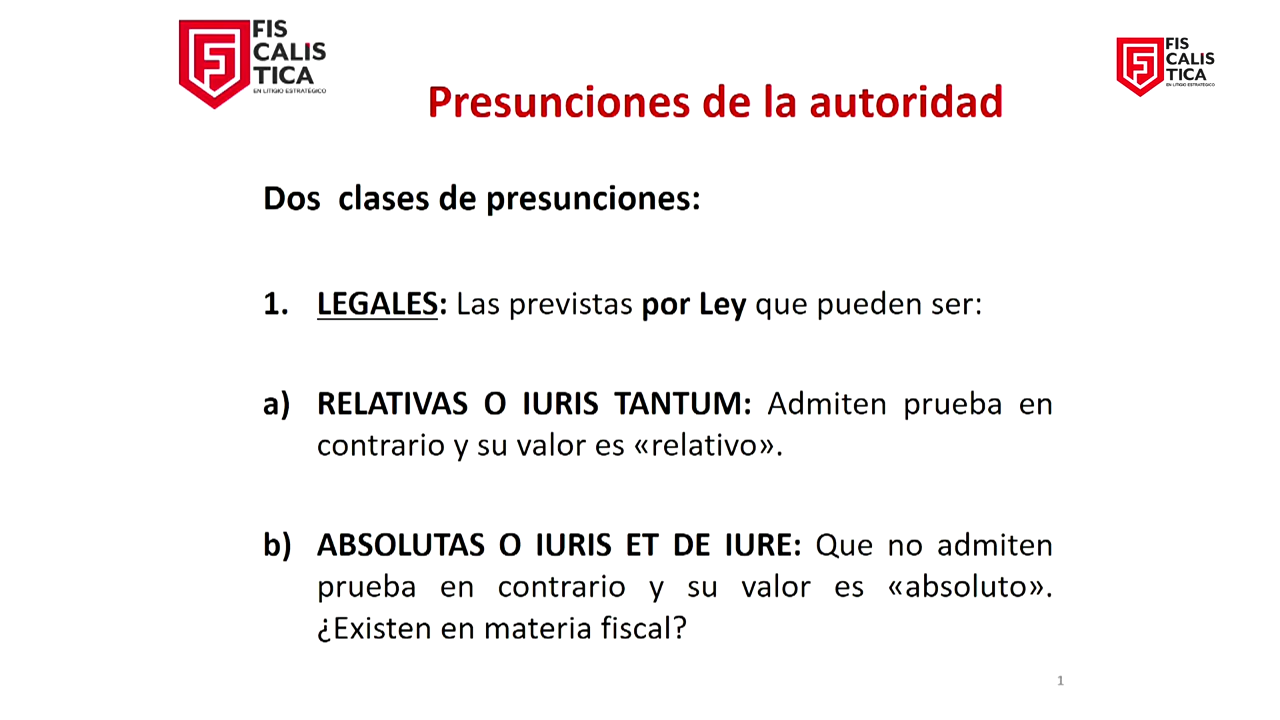 FIS
CALIS
TICA
EN LITIGIO ESTRATÉGICO
FIS
CALIS
TICA
EN LITIGIO ESTRATÉGICO
Presunciones de la autoridad
Dos clases de presunciones:
1. LEGALES: Las previstas por Ley que pueden ser:
a) RELATIVAS O IURIS TANTUM: Admiten prueba en
contrario y su valor es «relativo».
b) ABSOLUTAS O IURIS ET DE IURE: Que no admiten
prueba en contrario y su valor es «absoluto».
¿Existen en materia fiscal?
1